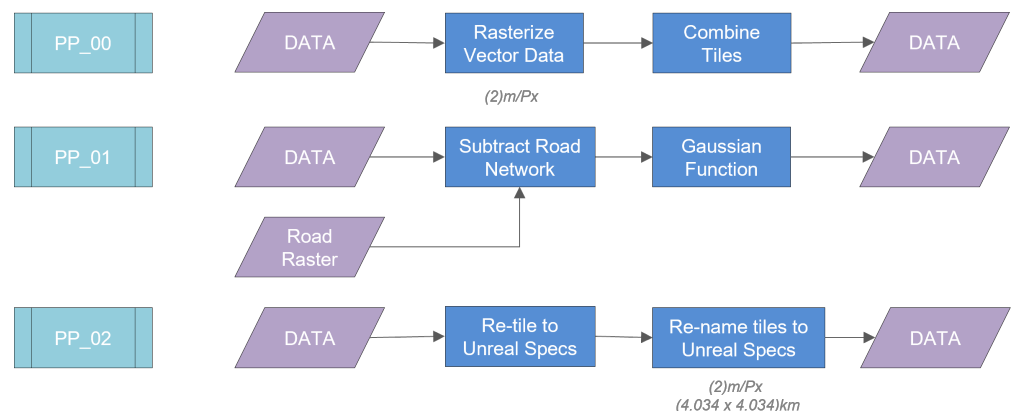 PP_00
DATA
Rasterize
Vector Data
Combine
Tiles
DATA
(2)m/Px
PP_01
DATA
Subtract Road
Network
Gaussian
Function
DATA
Road
Raster
PP_02
DATA
Re-tile to
Unreal Specs
Re-name tiles to
Unreal Specs
DATA
(2)m/Px
(4.034 x 4.034)km